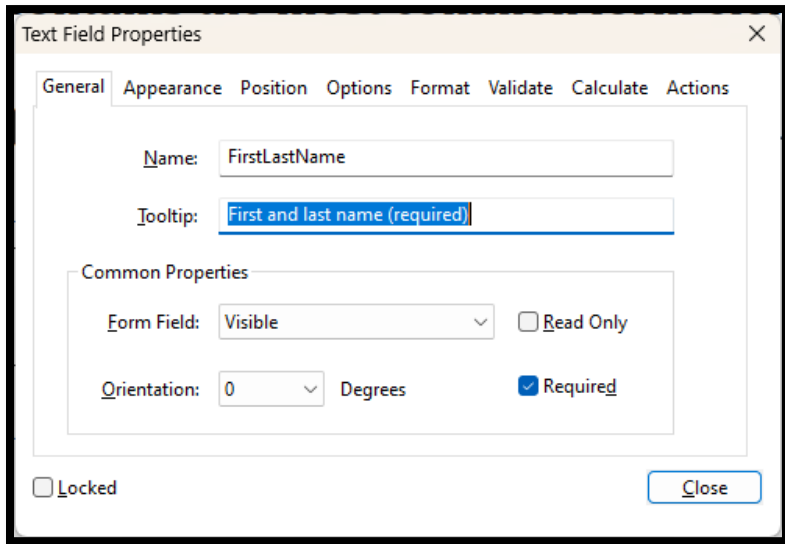 Text Field Properties
General Appearance Position Options Format Validate Calculate Actions
Name: FirstLastName
Tooltip: First and last name (required)
Common Properties
Form Field: Visible Read Only
Orientation: 0 Degrees Required
Locked Close